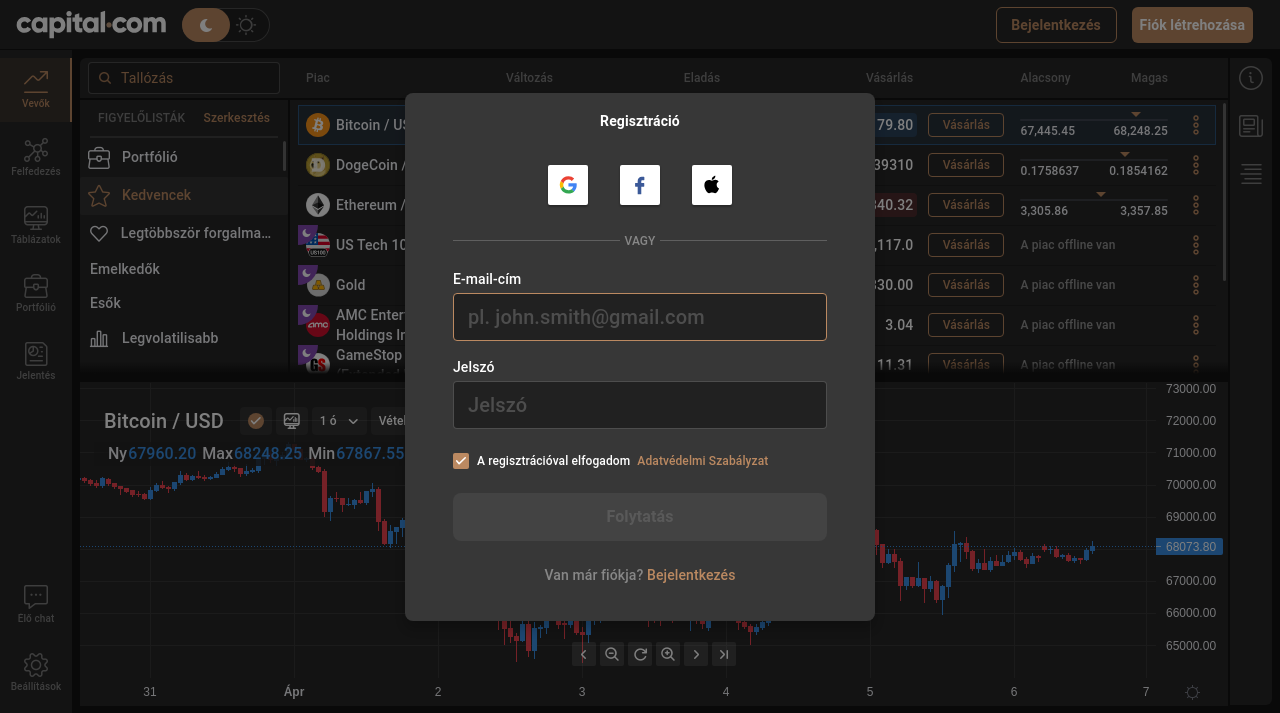 capital.com
Bejelentkezés
Fiók létrehozása
Vevők
Felfedezés
Táblázatok
Portfólió
Jelentés
Élő chat
Beállítások
Tallózás
FIGYELŐLISTÁK Szerkesztés
Portfólió
Kedvencek
Legtöbbször forgalma...
Emelkedők
Esők
Legvolatilisabb
Piac Változás Eladás Vásárlás Alacsony Magas
Bitcoin / US 79.80 Vásárlás 67,445.45 68,248.25
DogeCoin / 39310 Vásárlás 0.1758637 0.1854162
Ethereum / 340.32 Vásárlás 3,305.86 3,357.85
US Tech 10 ,117.0 Vásárlás A piac offline van
Gold 330.00 Vásárlás A piac offline van
AMC Enter
Holdings In 3.04 Vásárlás A piac offline van
GameStop 11.31 Vásárlás A piac offline van
Regisztráció
VAGY
E-mail-cím
pl. john.smith@gmail.com
Jelszó
Jelszó
A regisztrációval elfogadom Adatvédelmi Szabályzat
Folytatás
Van már fiókja? Bejelentkezés
Bitcoin / USD 1 ó Vétel
Ny 67960.20 Max 68248.25 Min 67867.55
73000.00
72000.00
71000.00
70000.00
69000.00
68073.80
67000.00
66000.00
65000.00
31 Ápr 2 3 4 5 6 7